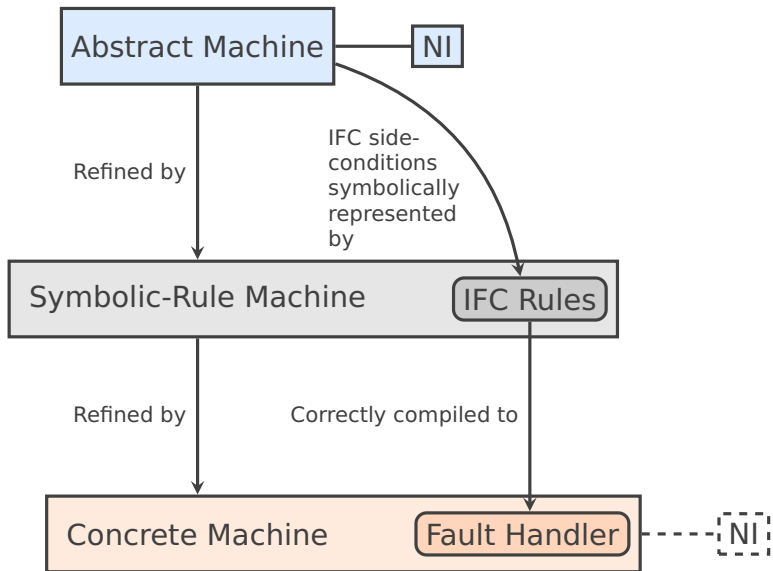 Abstract Machine
NI
Refined by
IFC side-
conditions
symbolically
represented
by
Symbolic-Rule Machine
IFC Rules
Refined by
Correctly compiled to
Concrete Machine
Fault Handler
NI